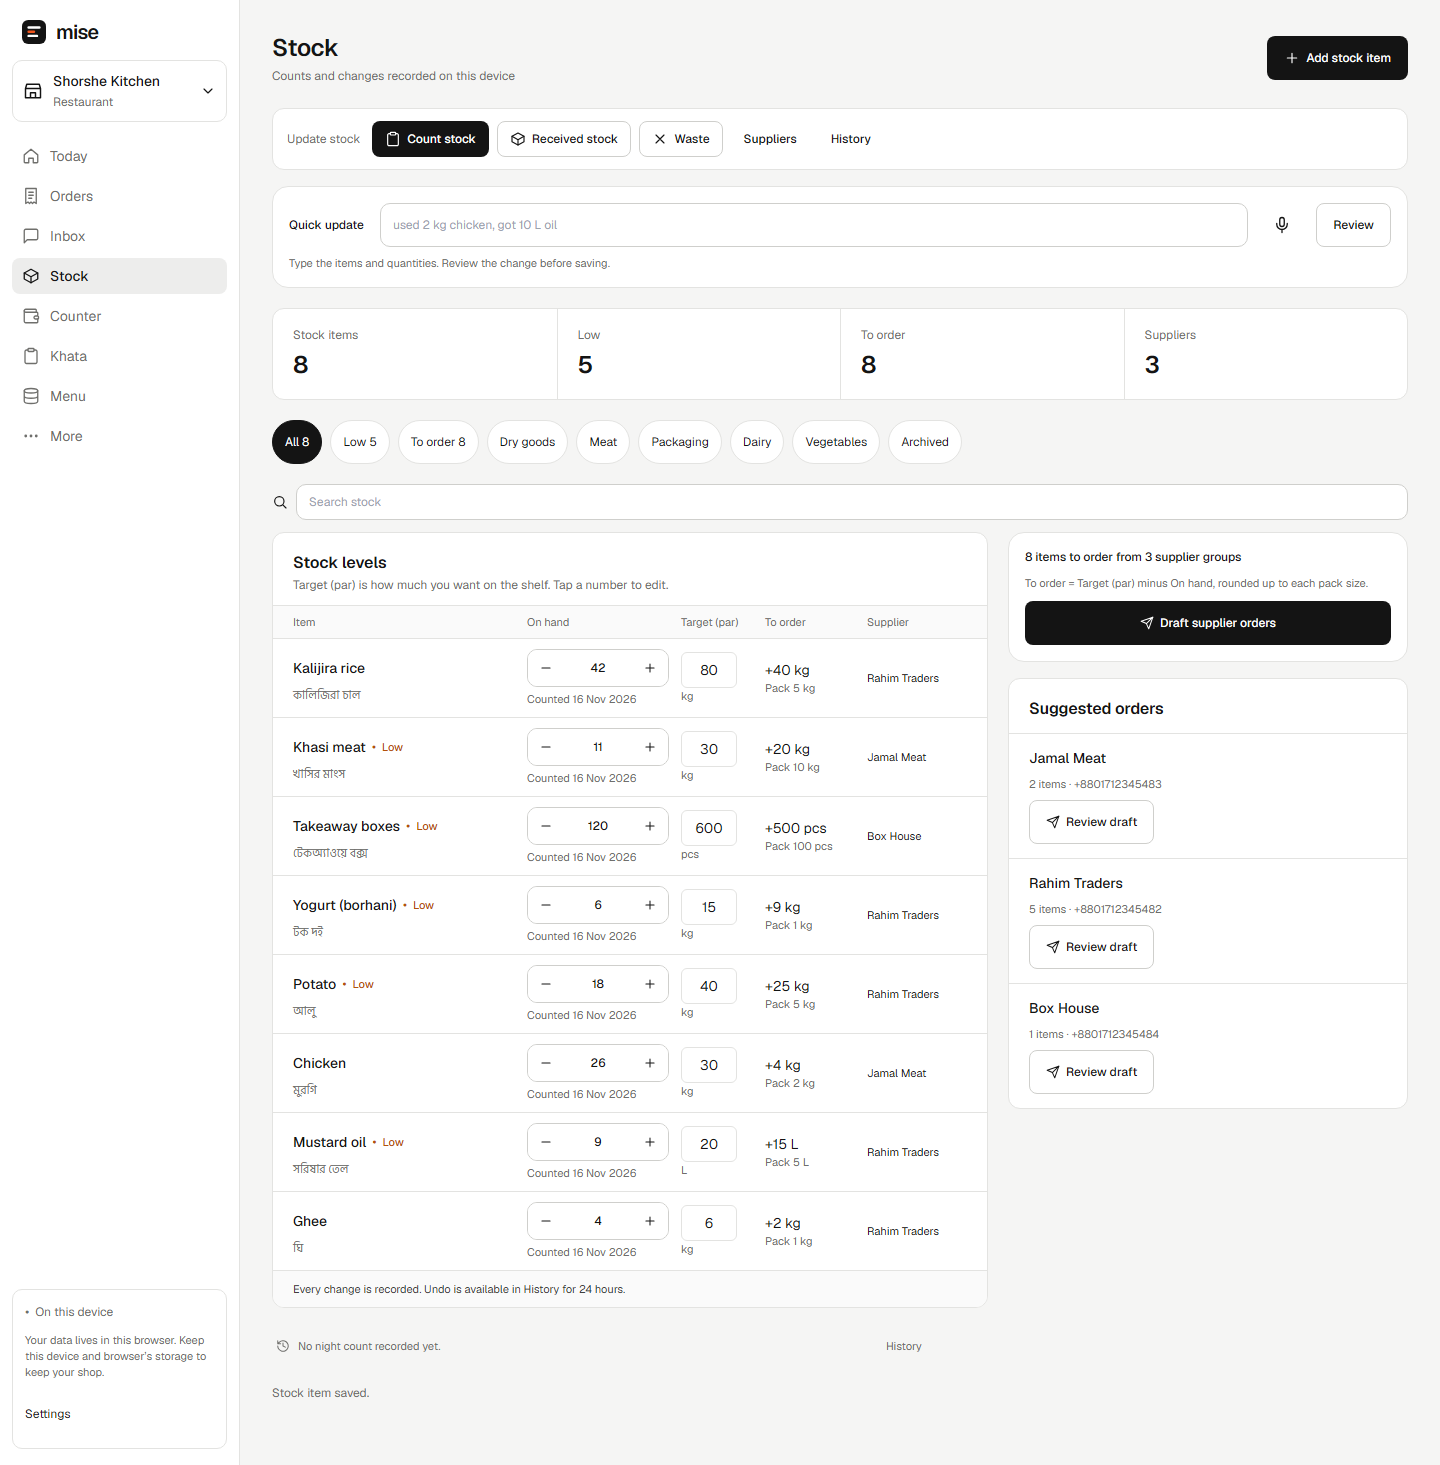 mise
Shorshe Kitchen
Restaurant
Today
Orders
Inbox
Stock
Counter
Khata
Menu
More
• On this device
Your data lives in this browser. Keep
this device and browser's storage to
keep your shop.
Settings
Stock
Counts and changes recorded on this device
Add stock item
Update stock Count stock Received stock Waste Suppliers History
Quick update used 2 kg chicken, got 10 L oil Review
Type the items and quantities. Review the change before saving.
Stock items Low To order Suppliers
8 5 8 3
All 8 Low 5 To order 8 Dry goods Meat Packaging Dairy Vegetables Archived
Search stock
Stock levels
Target (par) is how much you want on the shelf. Tap a number to edit.
Item On hand Target (par) To order Supplier
Kalijira rice − 42 + 80 +40 kg Rahim Traders
কালিজিরা চাল Counted 16 Nov 2026 kg Pack 5 kg
Khasi meat • Low − 11 + 30 +20 kg Jamal Meat
খাসির মাংস Counted 16 Nov 2026 kg Pack 10 kg
Takeaway boxes • Low − 120 + 600 +500 pcs Box House
টেকঅ্যাওয়ে বক্স Counted 16 Nov 2026 pcs Pack 100 pcs
Yogurt (borhani) • Low − 6 + 15 +9 kg Rahim Traders
টক দই Counted 16 Nov 2026 kg Pack 1 kg
Potato • Low − 18 + 40 +25 kg Rahim Traders
আলু Counted 16 Nov 2026 kg Pack 5 kg
Chicken − 26 + 30 +4 kg Jamal Meat
মুরগি Counted 16 Nov 2026 kg Pack 2 kg
Mustard oil • Low − 9 + 20 +15 L Rahim Traders
সরিষার তেল Counted 16 Nov 2026 L Pack 5 L
Ghee − 4 + 6 +2 kg Rahim Traders
ঘি Counted 16 Nov 2026 kg Pack 1 kg
Every change is recorded. Undo is available in History for 24 hours.
No night count recorded yet. History
Stock item saved.
8 items to order from 3 supplier groups
To order = Target (par) minus On hand, rounded up to each pack size.
Draft supplier orders
Suggested orders
Jamal Meat
2 items · +8801712345483
Review draft
Rahim Traders
5 items · +8801712345482
Review draft
Box House
1 items · +8801712345484
Review draft